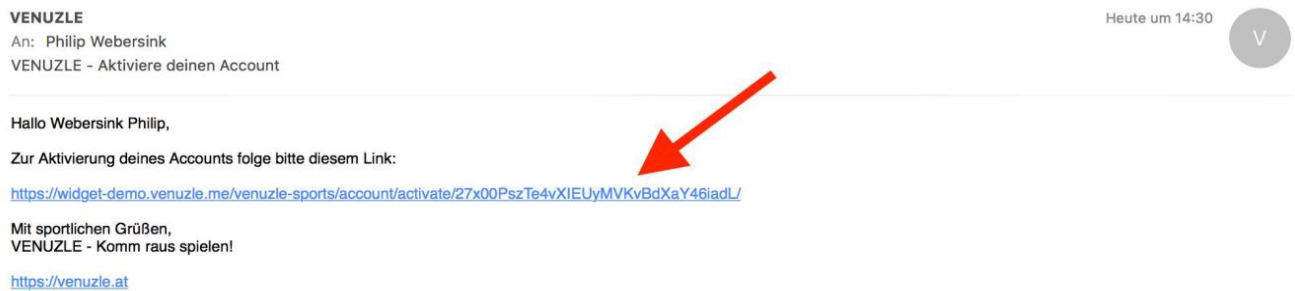 VENUZLE
Heute um 14:30
V
An: Philip Webersink
VENUZLE - Aktiviere deinen Account
Hallo Webersink Philip,
Zur Aktivierung deines Accounts folge bitte diesem Link:
https://widget-demo.venuzle.me/venuzle-sports/account/activate/27x00PszTe4vXIEUyMVKvBdXaY46iadL/
Mit sportlichen Grüßen,
VENUZLE - Komm raus spielen!
https://venuzle.at